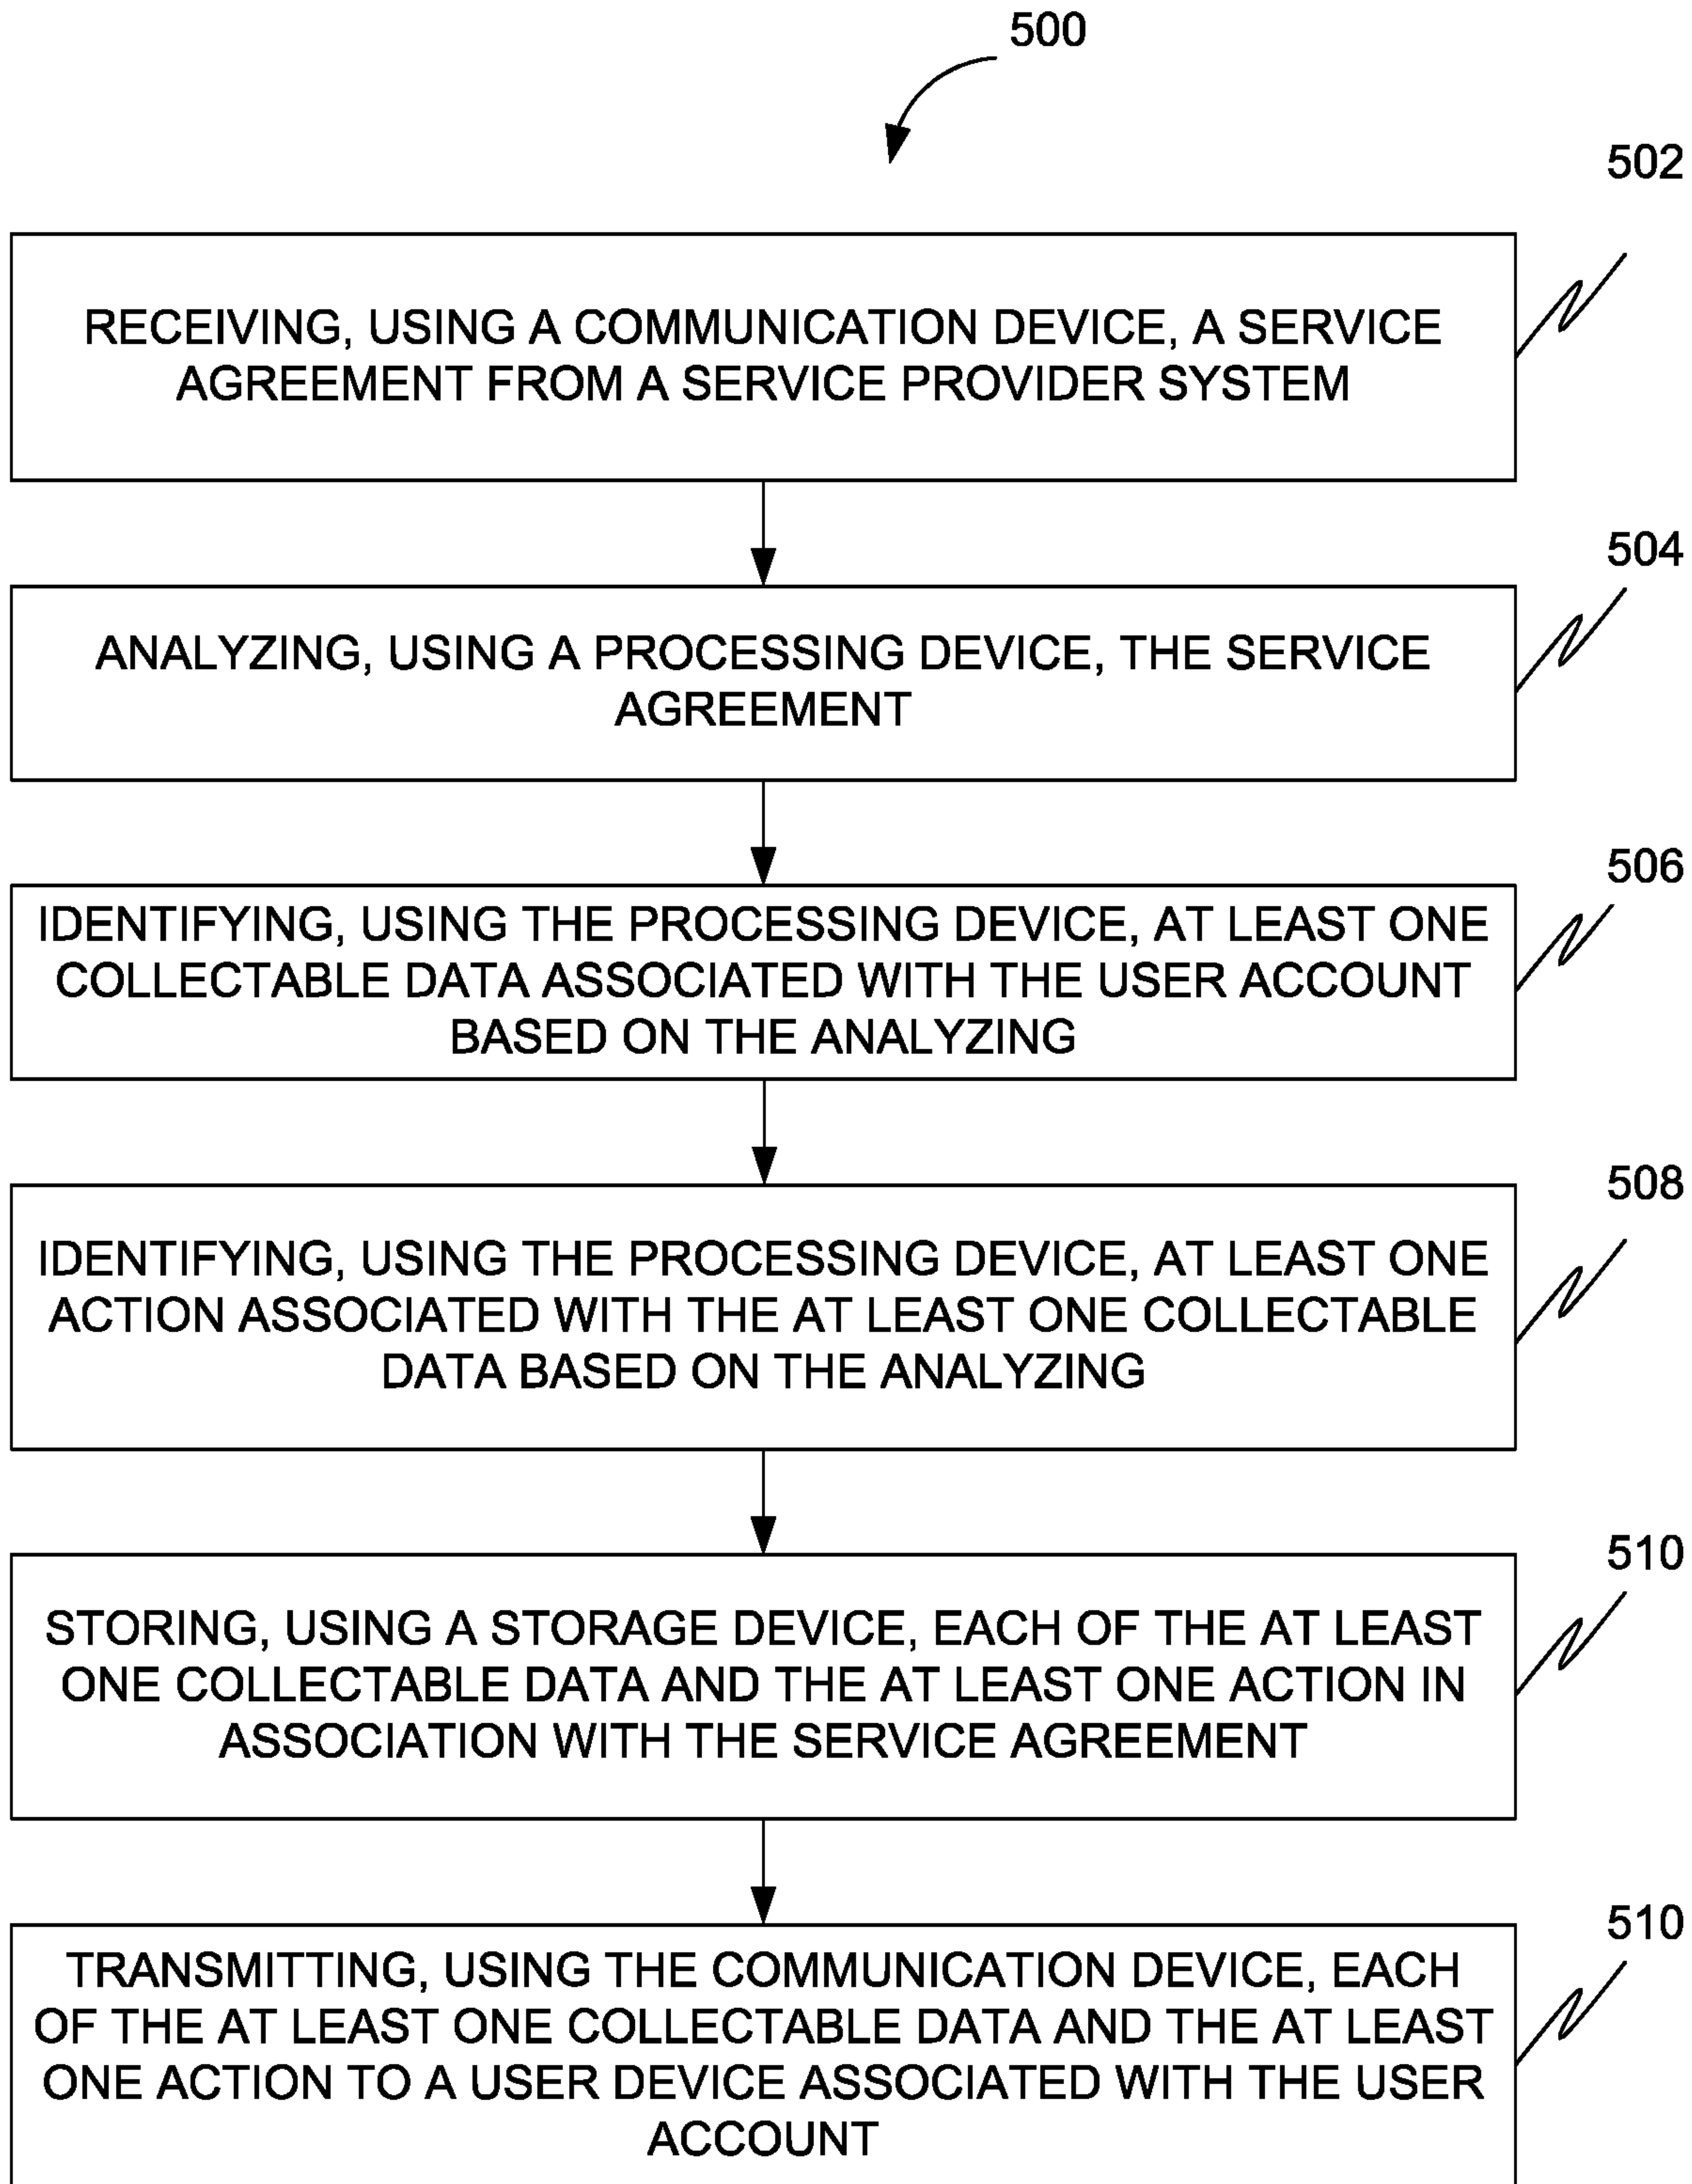 500
502
RECEIVING, USING A COMMUNICATION DEVICE, A SERVICE
AGREEMENT FROM A SERVICE PROVIDER SYSTEM
504
ANALYZING, USING A PROCESSING DEVICE, THE SERVICE
AGREEMENT
506
IDENTIFYING, USING THE PROCESSING DEVICE, AT LEAST ONE
COLLECTABLE DATA ASSOCIATED WITH THE USER ACCOUNT
BASED ON THE ANALYZING
508
IDENTIFYING, USING THE PROCESSING DEVICE, AT LEAST ONE
ACTION ASSOCIATED WITH THE AT LEAST ONE COLLECTABLE
DATA BASED ON THE ANALYZING
510
STORING, USING A STORAGE DEVICE, EACH OF THE AT LEAST
ONE COLLECTABLE DATA AND THE AT LEAST ONE ACTION IN
ASSOCIATION WITH THE SERVICE AGREEMENT
510
TRANSMITTING, USING THE COMMUNICATION DEVICE, EACH
OF THE AT LEAST ONE COLLECTABLE DATA AND THE AT LEAST
ONE ACTION TO A USER DEVICE ASSOCIATED WITH THE USER
ACCOUNT